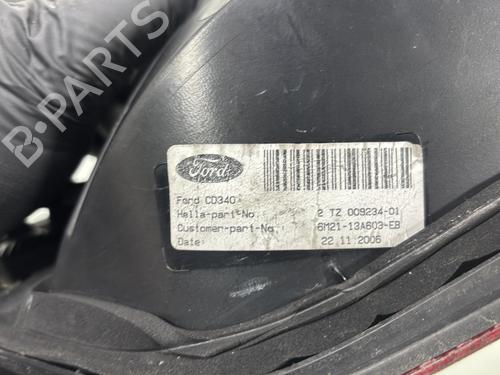 B-PARTS
Ford
Ford CD340
Hella-part-No. 2 TZ 009234-01
Customer-part-No. 6M21-13A603-EB
Date: 22.11.2006